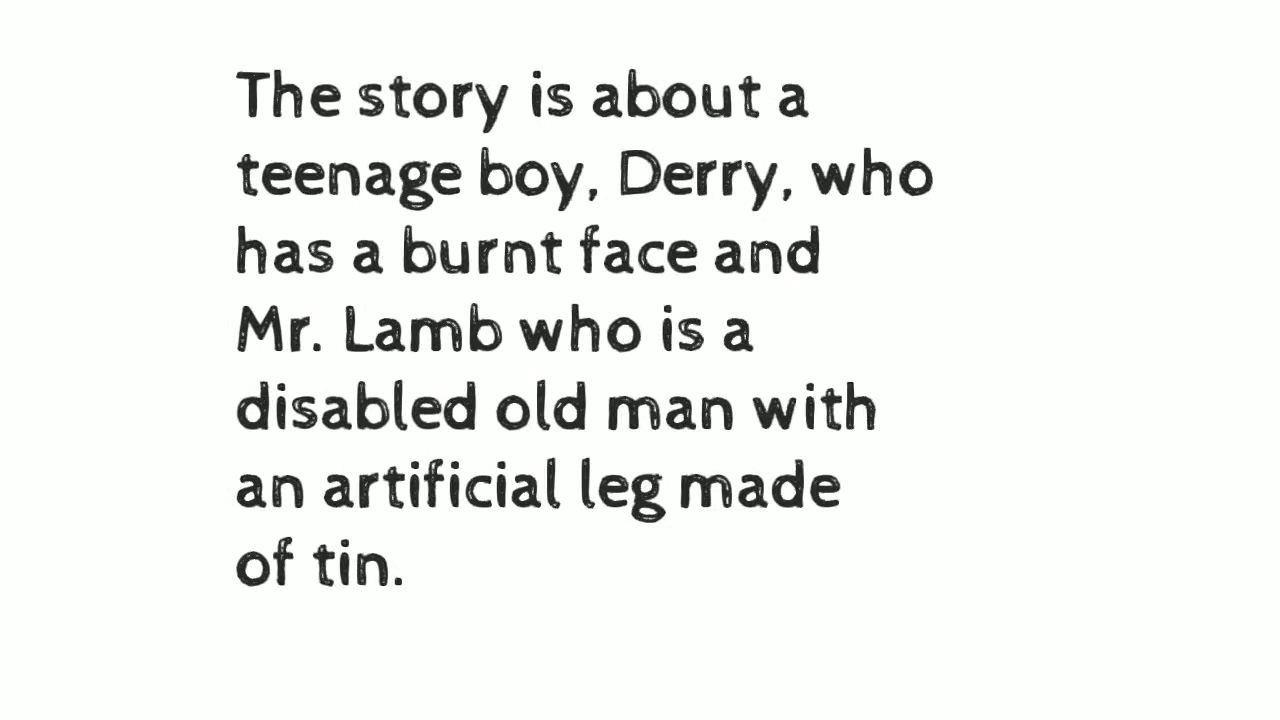 The story is about a
teenage boy, Derry, who
has a burnt face and
Mr. Lamb who is a
disabled old man with
an artificial leg made
of tin.